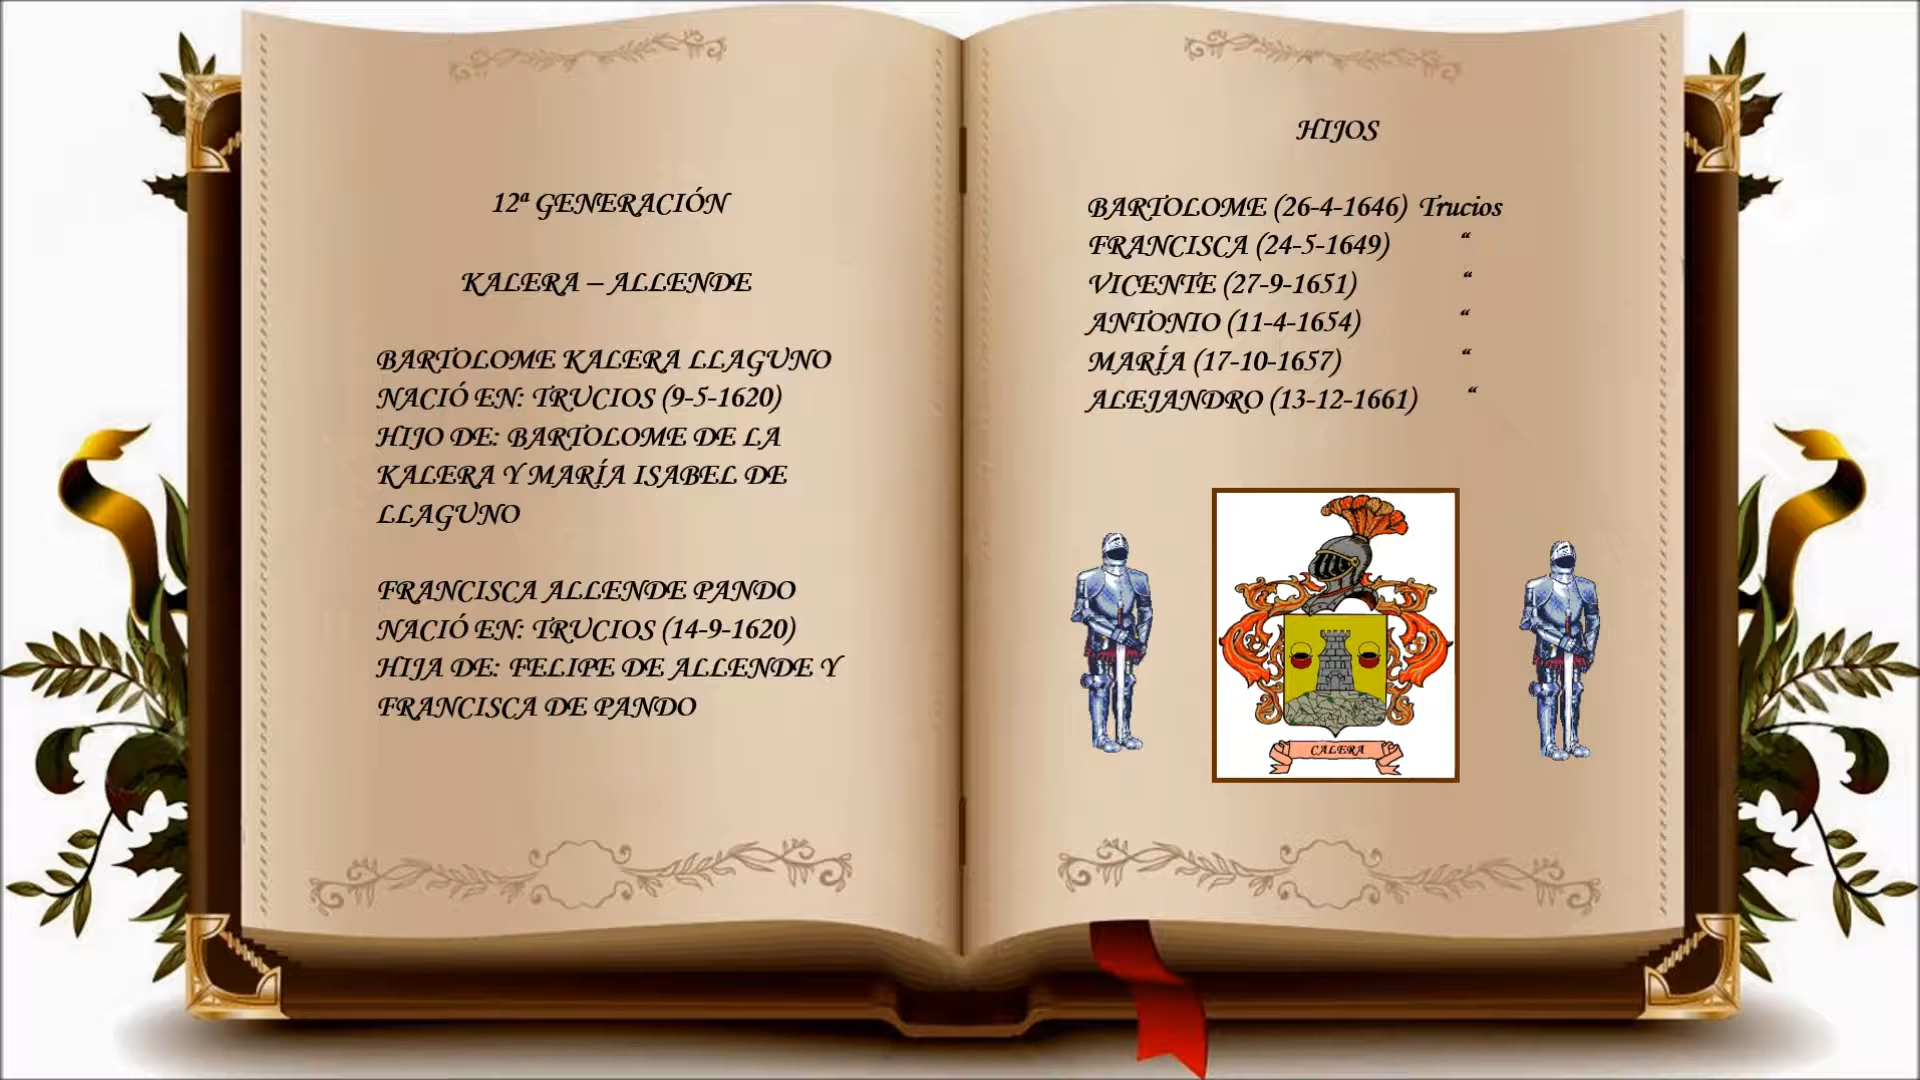 12ª GENERACIÓN
KALERA – ALLENDE
BARTOLOME KALERA LLAGUNO
NACIÓ EN: TRUCIOS (9-5-1620)
HIJO DE: BARTOLOME DE LA
KALERA Y MARÍA ISABEL DE
LLAGUNO
FRANCISCA ALLENDE PANDO
NACIÓ EN: TRUCIOS (14-9-1620)
HIJA DE: FELIPE DE ALLENDE Y
FRANCISCA DE PANDO
HIJOS
BARTOLOME (26-4-1646) Trucios
FRANCISCA (24-5-1649) “
VICENTE (27-9-1651) “
ANTONIO (11-4-1654) “
MARÍA (17-10-1657) “
ALEJANDRO (13-12-1661) “
CALERA